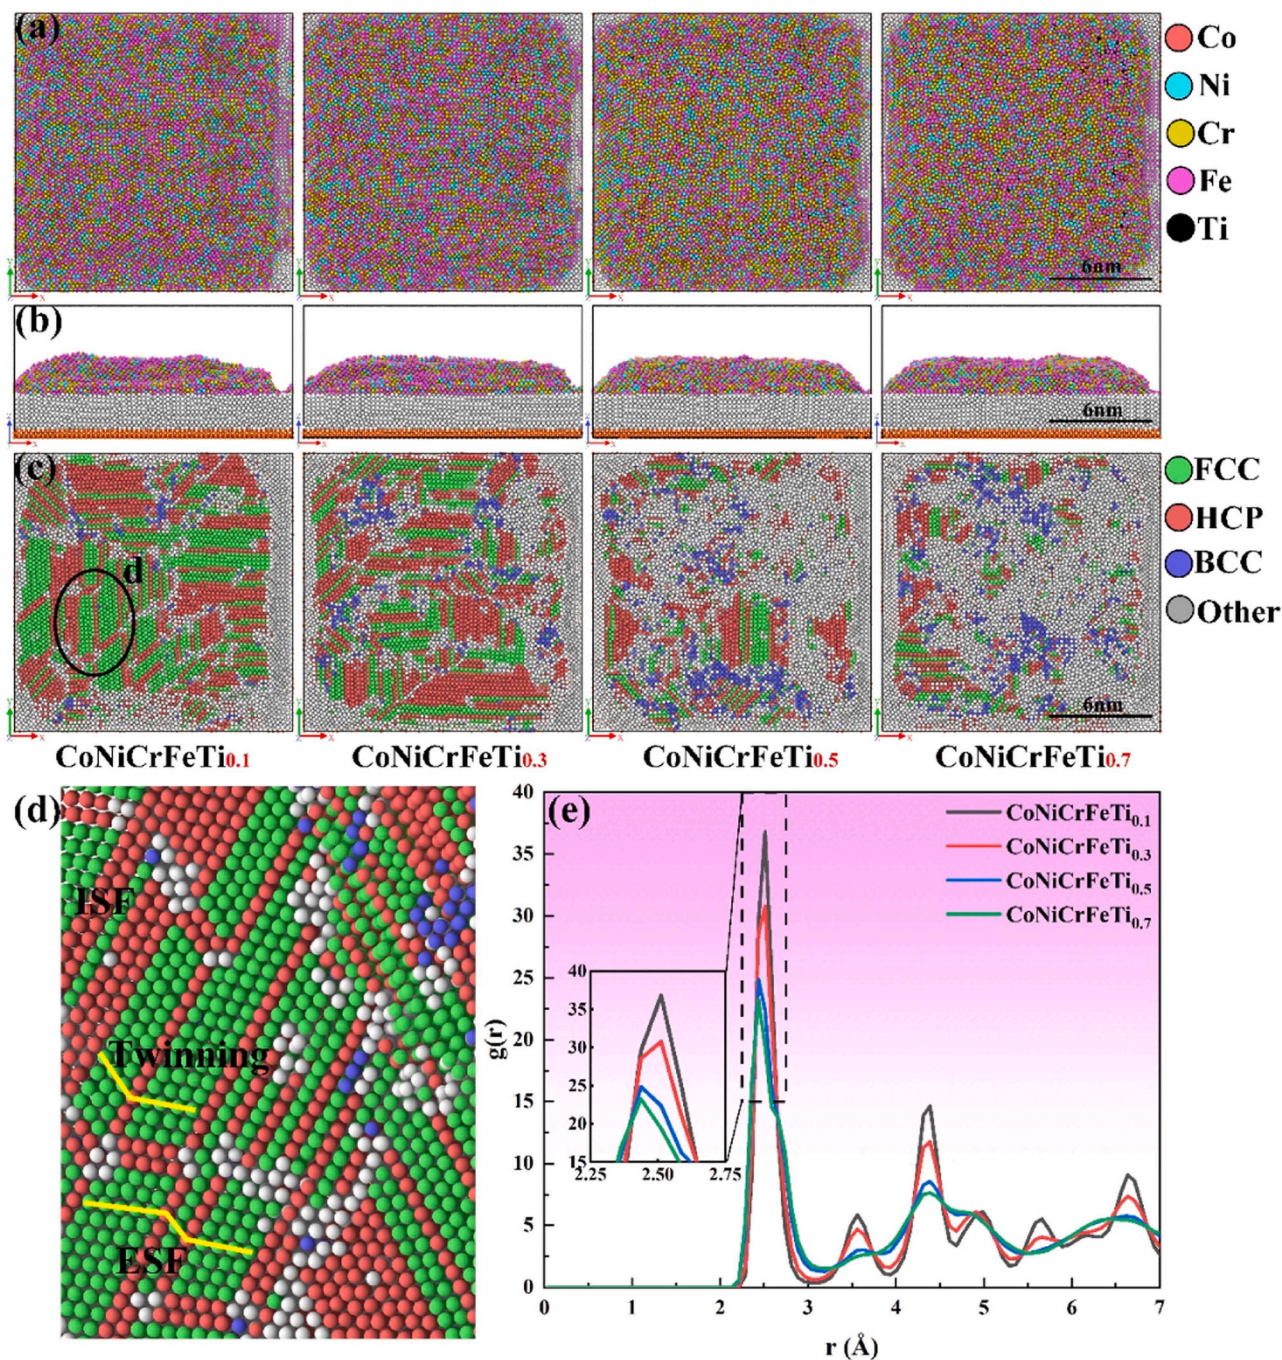 (a)
Co
Ni
Cr
Fe
Ti
6nm
(b)
6nm
(c)
d
FCC
HCP
BCC
Other
6nm
CoNiCrFeTi0.1
CoNiCrFeTi0.3
CoNiCrFeTi0.5
CoNiCrFeTi0.7
(d)
ISF
Twinning
ESF
(e)
CoNiCrFeTi0.1
CoNiCrFeTi0.3
CoNiCrFeTi0.5
CoNiCrFeTi0.7
40
35
30
25
20
15
10
5
0
g(r)
40
35
30
25
20
15
2.25 2.50 2.75
0 1 2 3 4 5 6 7
r (Å)